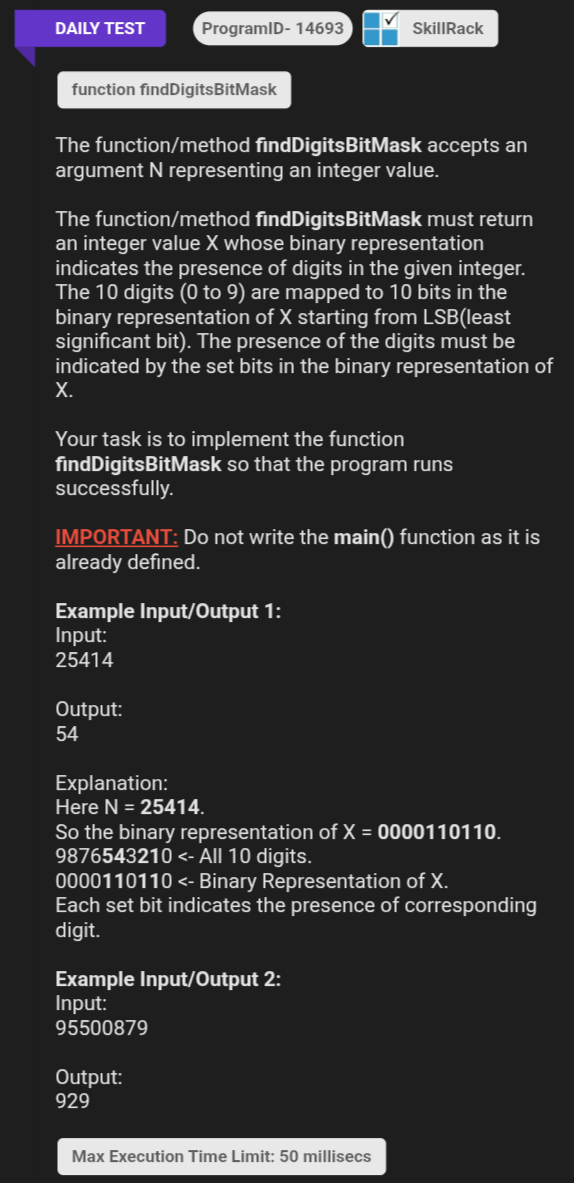 DAILY TEST ProgramID- 14693 SkillRack
function findDigitsBitMask
The function/method findDigitsBitMask accepts an
argument N representing an integer value.
The function/method findDigitsBitMask must return
an integer value X whose binary representation
indicates the presence of digits in the given integer.
The 10 digits (0 to 9) are mapped to 10 bits in the
binary representation of X starting from LSB(least
significant bit). The presence of the digits must be
indicated by the set bits in the binary representation of
X.
Your task is to implement the function
findDigitsBitMask so that the program runs
successfully.
IMPORTANT: Do not write the main() function as it is
already defined.
Example Input/Output 1:
Input:
25414
Output:
54
Explanation:
Here N = 25414.
So the binary representation of X = 0000110110.
9876543210 <- All 10 digits.
0000110110 <- Binary Representation of X.
Each set bit indicates the presence of corresponding
digit.
Example Input/Output 2:
Input:
95500879
Output:
929
Max Execution Time Limit: 50 millisecs